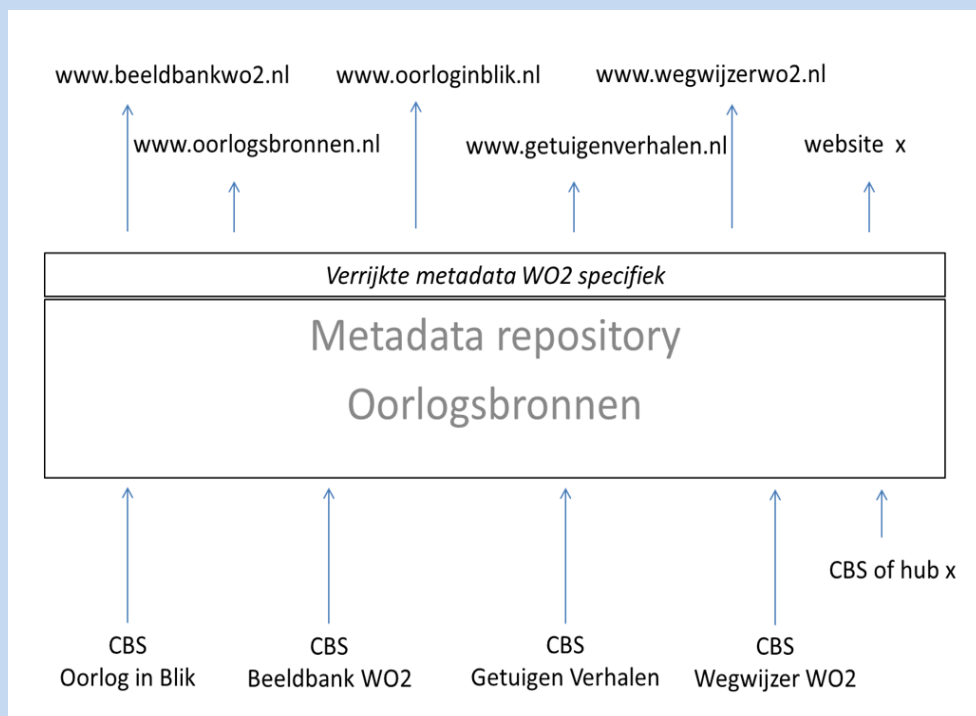 www.beeldbankwo2.nl www.oorloginblik.nl www.wegwijzerwo2.nl
www.oorlogsbronnen.nl www.getuigenverhalen.nl website x
Verrijkte metadata WO2 specifiek
Metadata repository
Oorlogsbronnen
CBS of hub x
CBS CBS CBS CBS
Oorlog in Blik Beeldbank WO2 Getuigen Verhalen Wegwijzer WO2